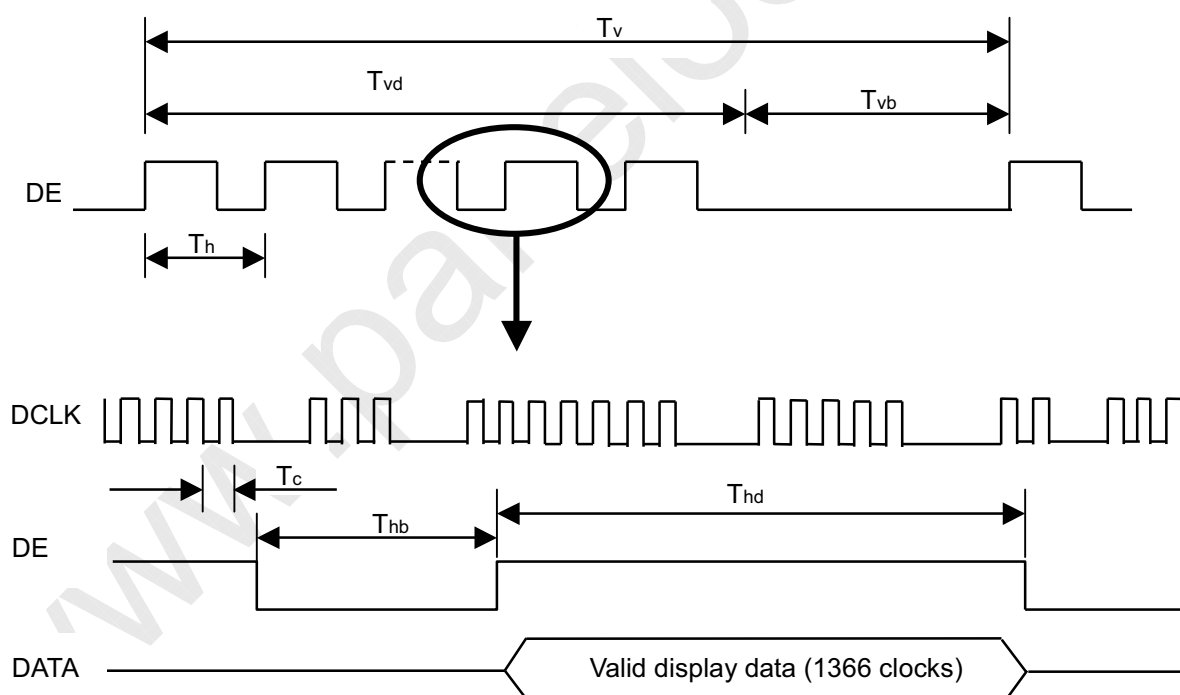 Tv
Tvd
Tvb
DE
Th
DCLK
Tc
Thd
Thb
DE
DATA
Valid display data (1366 clocks)